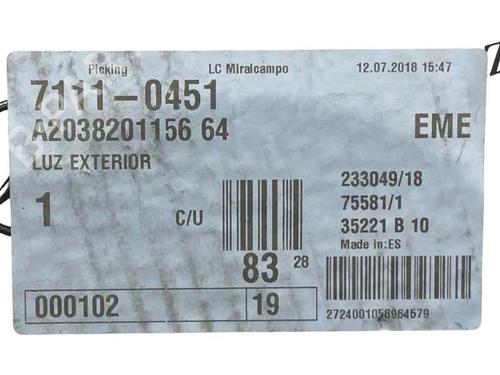 Picking LC Miralcampo 12.07.2018 15:47
7111-0451
A2038201156 64 EME
LUZ EXTERIOR
233049/18
1 C/U 75581/1
35221 B 10
83 28 Made in:ES
000102 19
2724001058964579